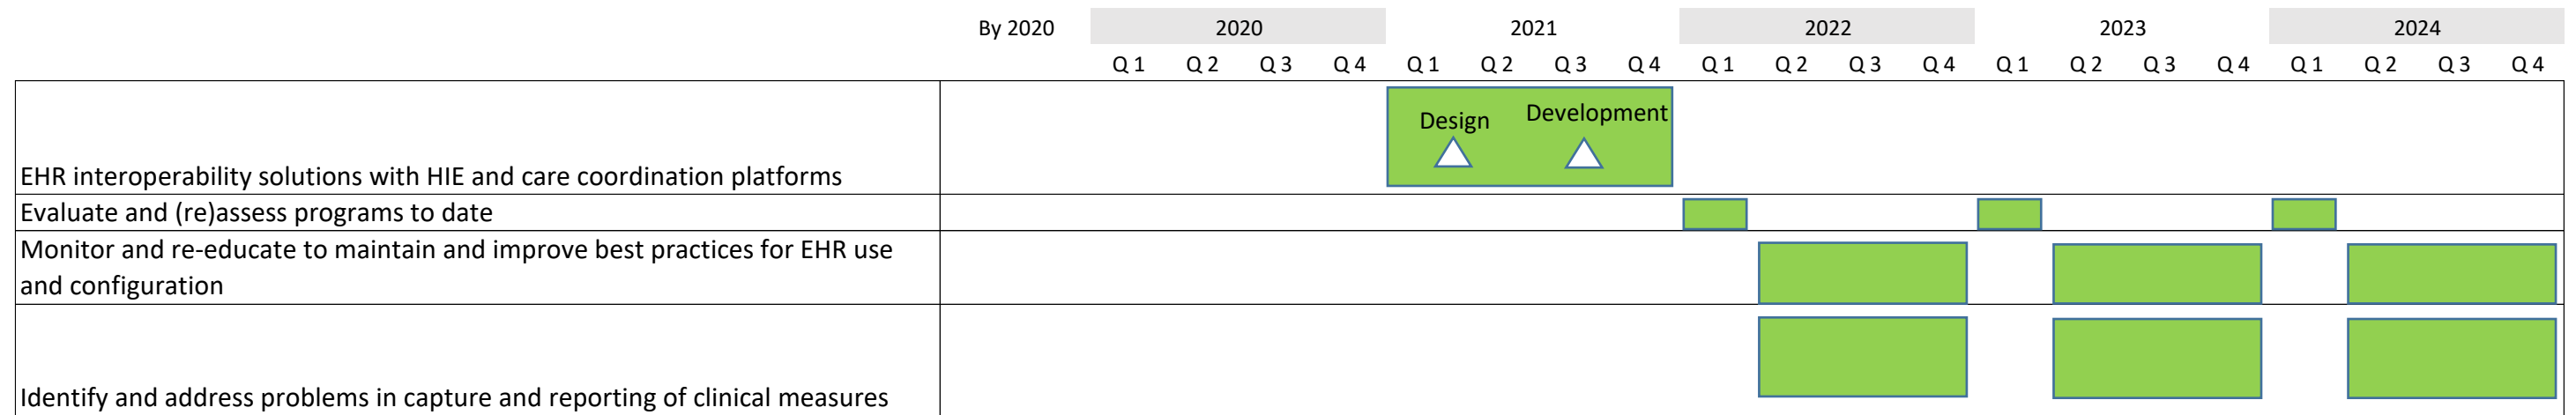 By 2020 2020 2021 2022 2023 2024
Q 1 Q 2 Q 3 Q 4 Q 1 Q 2 Q 3 Q 4 Q 1 Q 2 Q 3 Q 4 Q 1 Q 2 Q 3 Q 4 Q 1 Q 2 Q 3 Q 4
Design Development
EHR interoperability solutions with HIE and care coordination platforms
Evaluate and (re)assess programs to date
Monitor and re-educate to maintain and improve best practices for EHR use
and configuration
Identify and address problems in capture and reporting of clinical measures